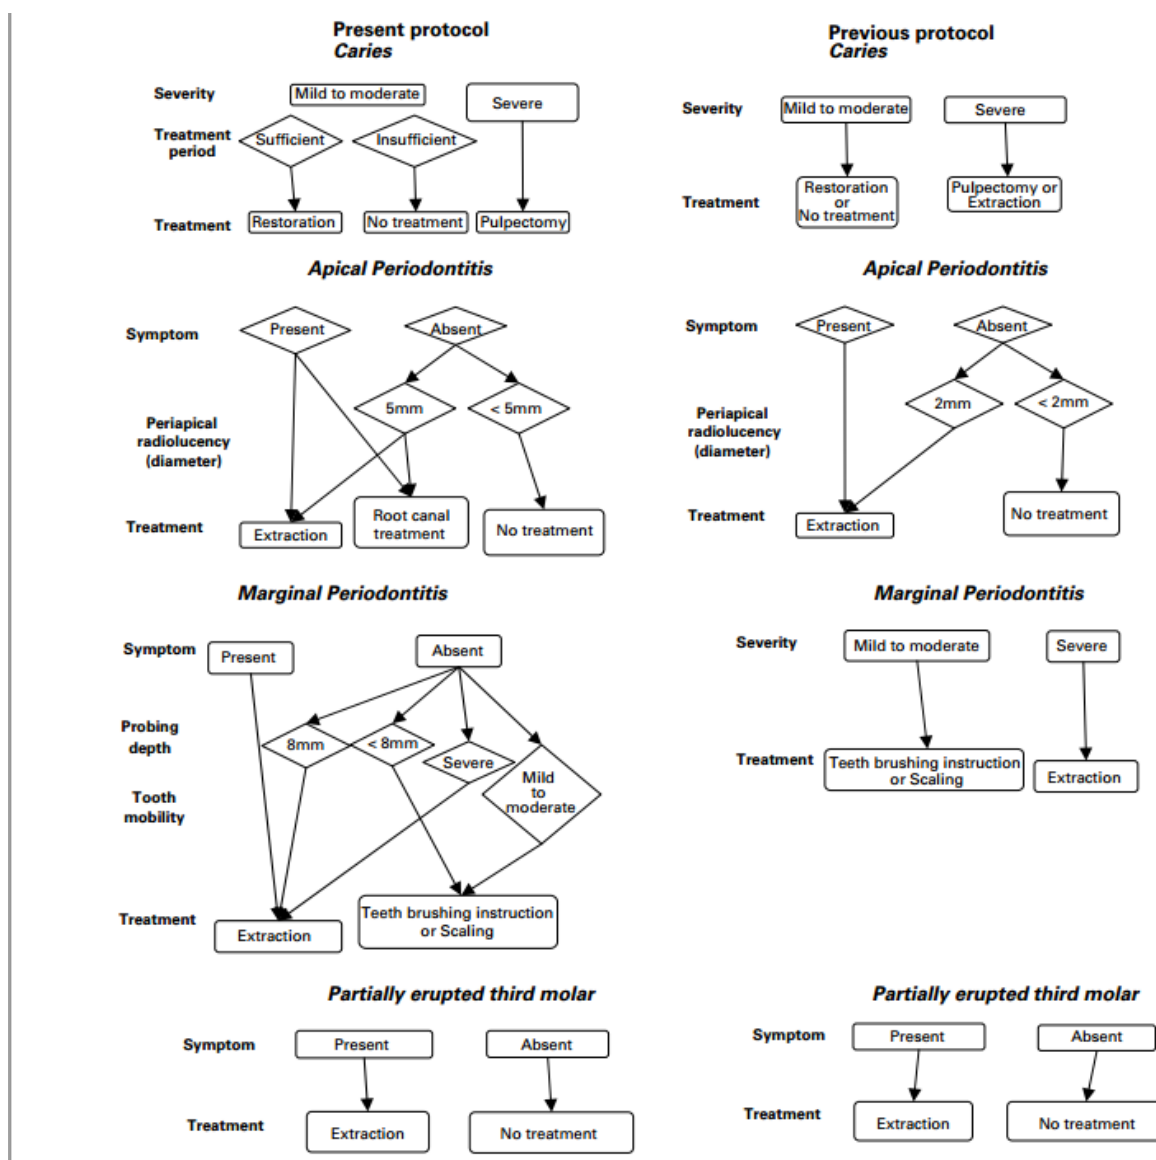 Present protocol
Caries
Severity
Mild to moderate
Severe
Treatment
period
Sufficient
Insufficient
Treatment
Restoration
No treatment
Pulpectomy
Previous protocol
Caries
Severity
Mild to moderate
Severe
Treatment
Restoration
or
No treatment
Pulpectomy or
Extraction
Apical Periodontitis
Symptom
Present
Absent
Periapical
radiolucency
(diameter)
5mm
< 5mm
Treatment
Extraction
Root canal
treatment
No treatment
Apical Periodontitis
Symptom
Present
Absent
Periapical
radiolucency
(diameter)
2mm
< 2mm
Treatment
Extraction
No treatment
Marginal Periodontitis
Symptom
Present
Absent
Probing
depth
8mm
< 8mm
Tooth
mobility
Severe
Mild
to
moderate
Treatment
Extraction
Teeth brushing instruction
or Scaling
Marginal Periodontitis
Severity
Mild to moderate
Severe
Treatment
Teeth brushing instruction
or Scaling
Extraction
Partially erupted third molar
Symptom
Present
Absent
Treatment
Extraction
No treatment
Partially erupted third molar
Symptom
Present
Absent
Treatment
Extraction
No treatment